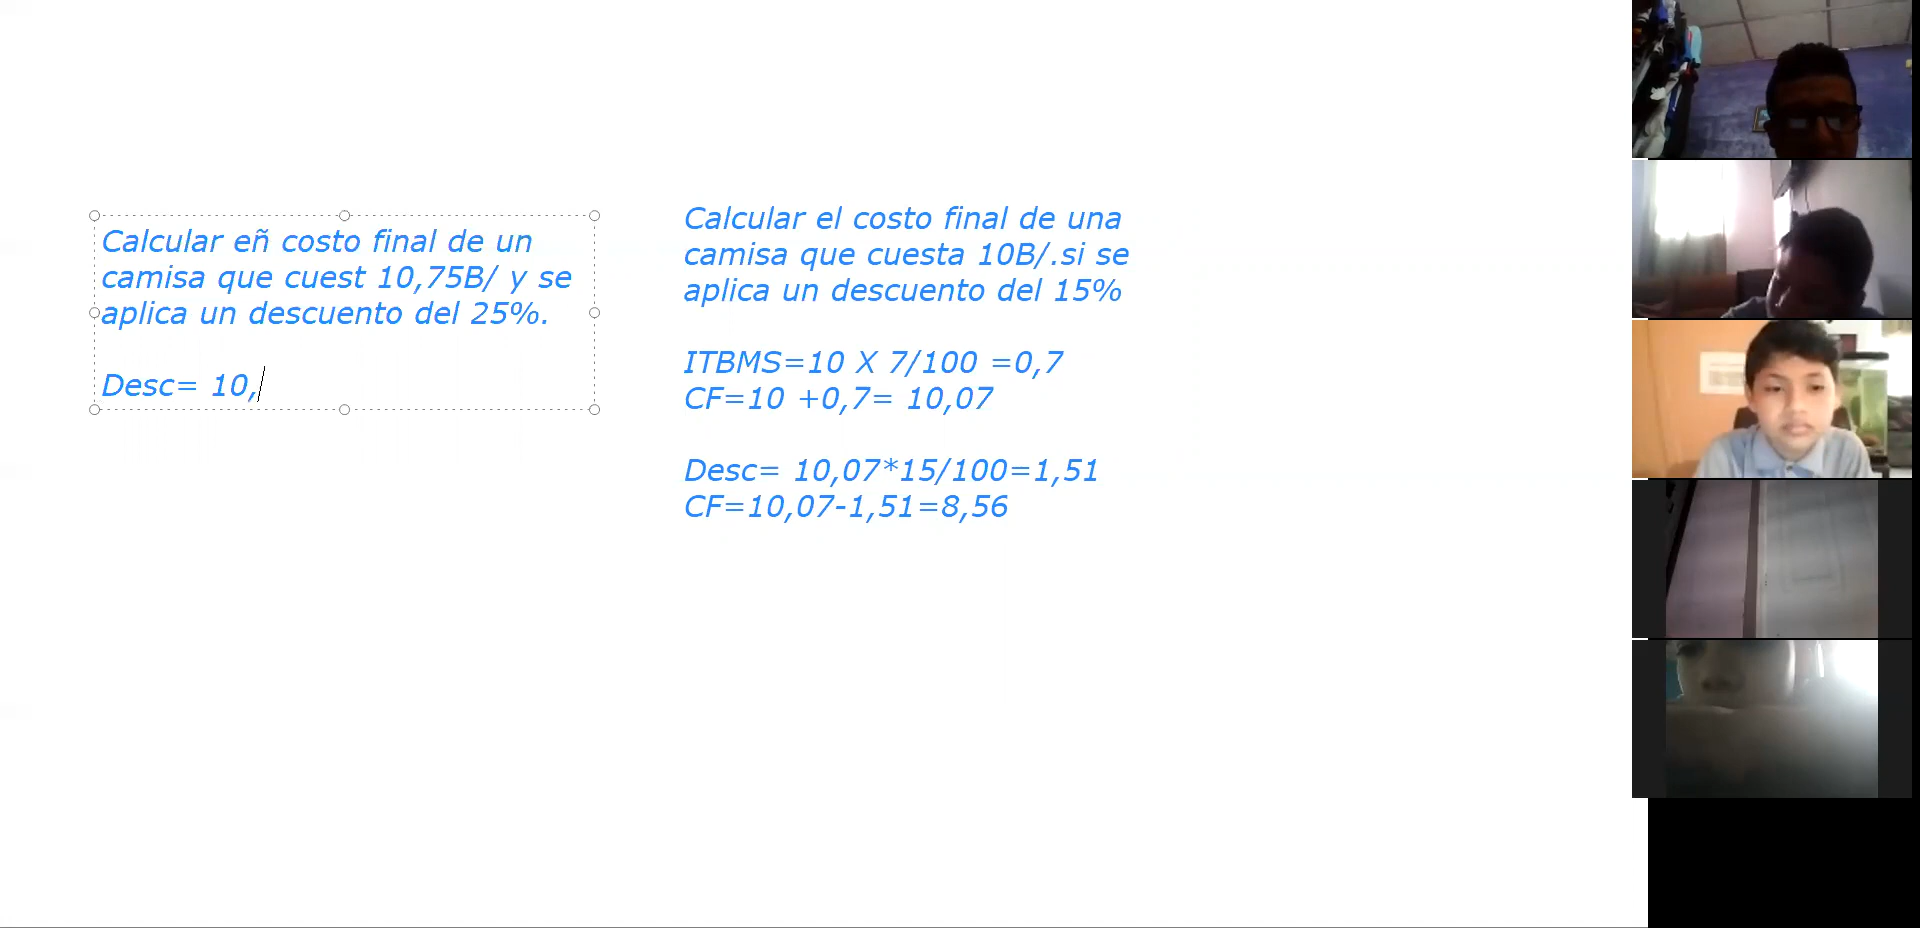 Calcular eñ costo final de un
camisa que cuest 10,75B/ y se
aplica un descuento del 25%.
Desc= 10,
Calcular el costo final de una
camisa que cuesta 10B/.si se
aplica un descuento del 15%
ITBMS=10 X 7/100 =0,7
CF=10 +0,7= 10,07
Desc= 10,07*15/100=1,51
CF=10,07-1,51=8,56